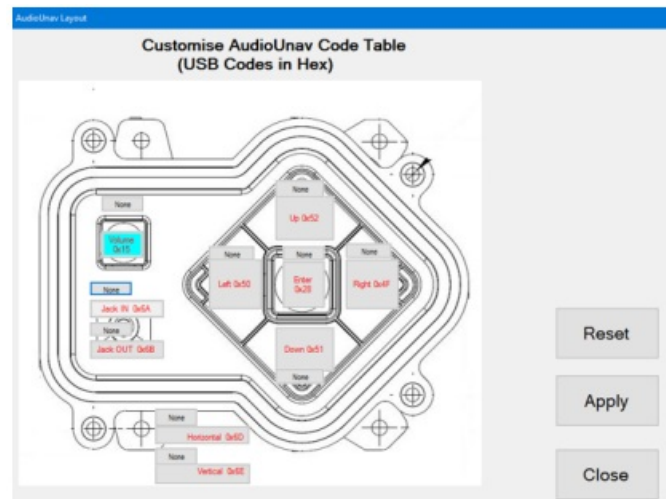 AudioUnav Layout
Customise AudioUnav Code Table
(USB Codes in Hex)
None
Up 0x52
None
Volume
0x15
None
Left 0x50
None
Enter
0x28
None
Right 0x4F
None
Jack IN 0x6A
None
Jack OUT 0x6B
Down 0x51
None
None
Horizontal 0x6D
None
Vertical 0x6E
Reset
Apply
Close